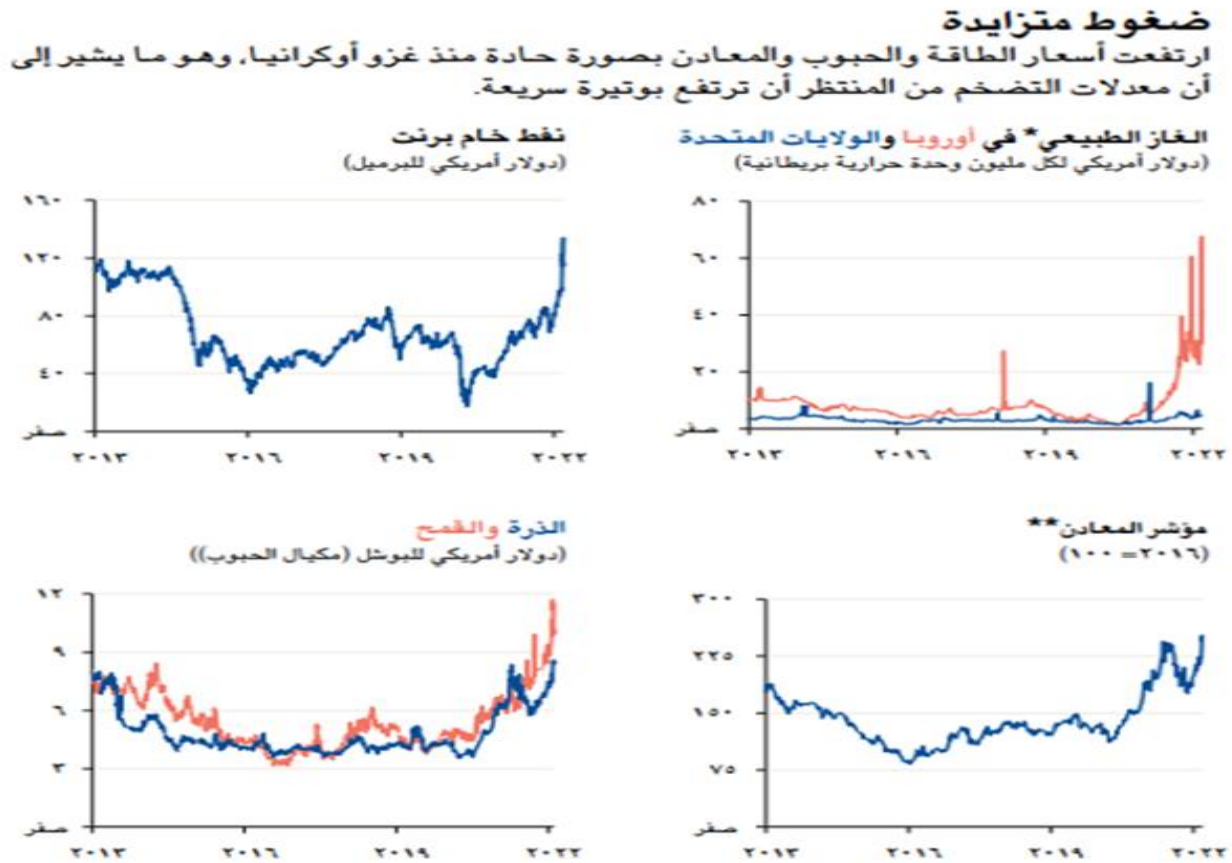 ضغوط متزايدة
ارتفعت أسعار الطاقة والحبوب والمعادن بصورة حادة منذ غزو أوكرانيا، وهو ما يشير إلى
أن معدلات التضخم من المنتظر أن ترتفع بوتيرة سريعة.
الغاز الطبيعي* في أوروبا والولايات المتحدة
(دولار أمريكي لكل مليون وحدة حرارية بريطانية)
٨٠
٦٠
٤٠
٢٠
صفر
٢٠١٣ ٢٠١٦ ٢٠١٩ ٢٠٢٢
نفط خام برنت
(دولار أمريكي للبرميل)
١٦٠
١٢٠
٨٠
٤٠
صفر
٢٠١٣ ٢٠١٦ ٢٠١٩ ٢٠٢٢
مؤشر المعادن**
(٢٠١٦= ١٠٠)
٣٠٠
٢٢٥
١٥٠
٧٥
صفر
٢٠١٣ ٢٠١٦ ٢٠١٩ ٢٠٢٢
الذرة والقمح
(دولار أمريكي للبوشل (مكيال الحبوب))
١٢
٩
٦
٣
صفر
٢٠١٣ ٢٠١٦ ٢٠١٩ ٢٠٢٢